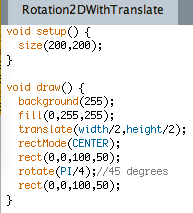 Rotation2DWithTranslate
void setup() {
size(200,200);
}
void draw() {
background(255);
fill(0,255,255);
translate(width/2,height/2);
rectMode(CENTER);
rect(0,0,100,50);
rotate(PI/4);//45 degrees
rect(0,0,100,50);
}